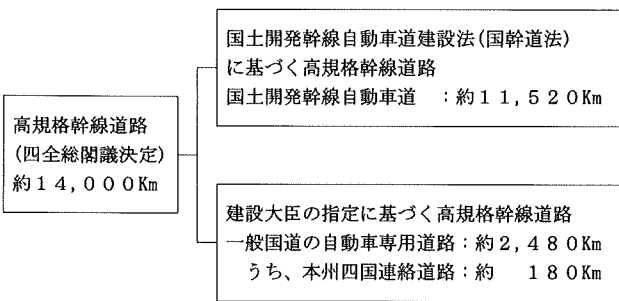 高規格幹線道路
(四全総閣議決定)
約14,000Km
国土開発幹線自動車道建設法(国幹道法)
に基づく高規格幹線道路
国土開発幹線自動車道　:約11,520Km
建設大臣の指定に基づく高規格幹線道路
一般国道の自動車専用道路:約2,480Km
うち、本州四国連絡道路:約　180Km